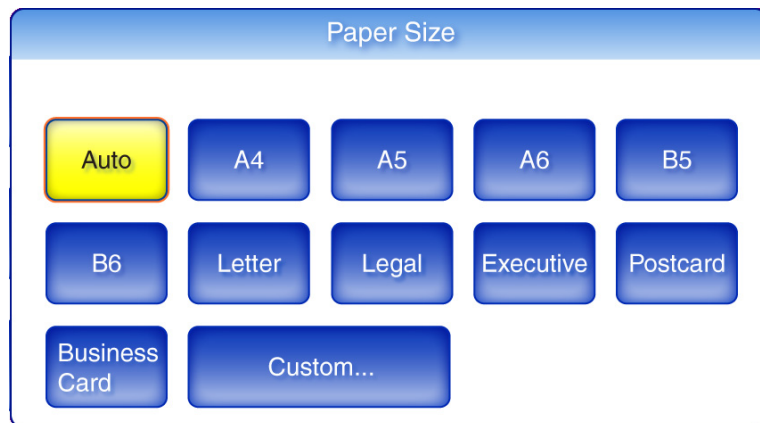 Paper Size
Auto
A4
A5
A6
B5
B6
Letter
Legal
Executive
Postcard
Business
Card
Custom...